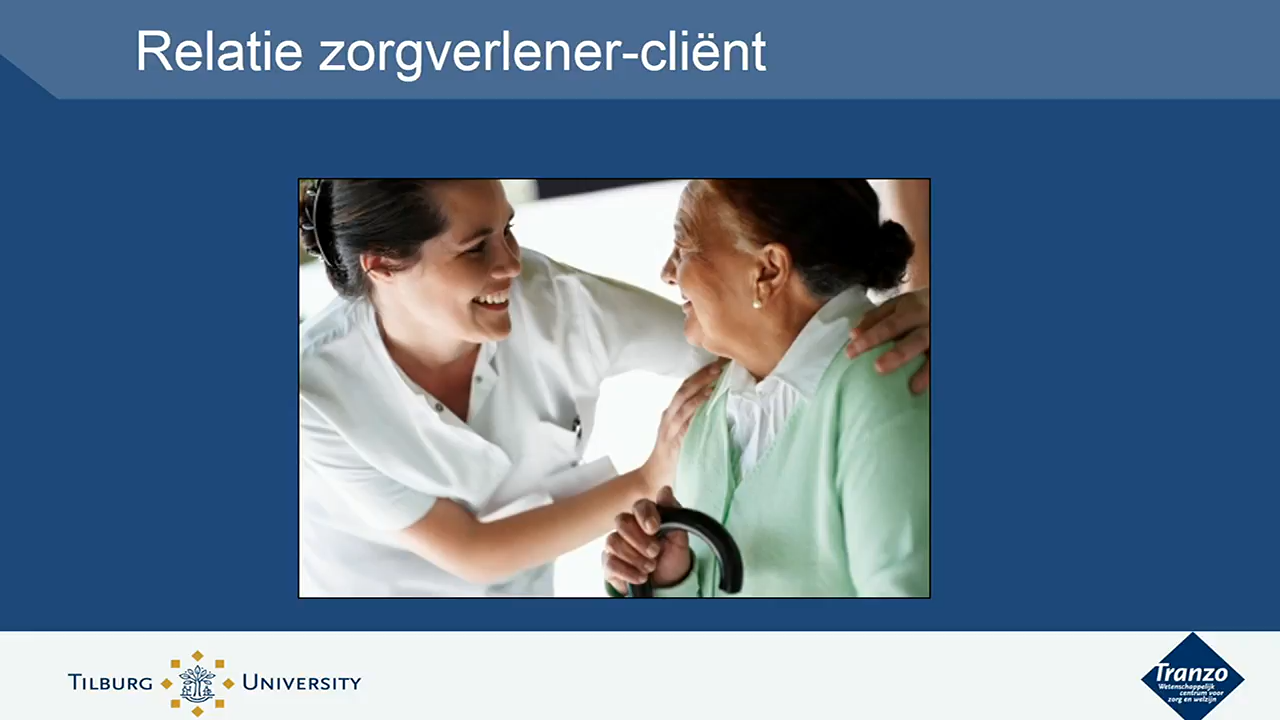 Relatie zorgverlener-cliënt
TILBURG UNIVERSITY
Tranzo
Wetenschappelijk
centrum voor
zorg en welzijn